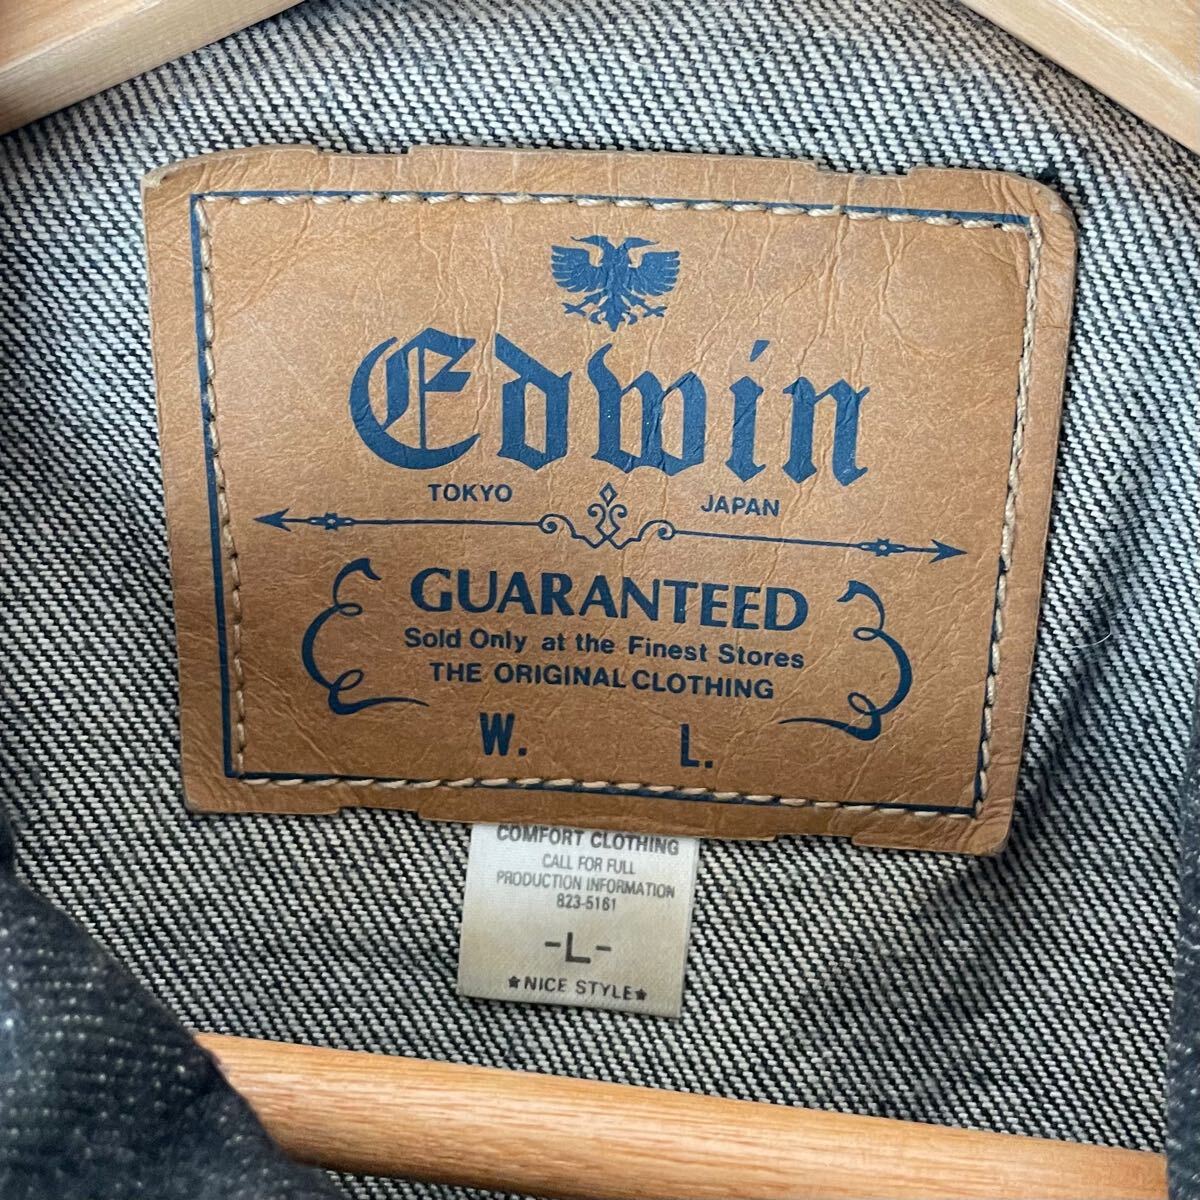 Edwin
TOKYO JAPAN
GUARANTEED
Sold Only at the Finest Stores
THE ORIGINAL CLOTHING
W. L.
COMFORT CLOTHING
CALL FOR FULL
PRODUCTION INFORMATION
823-5161
-L-
★NICE STYLE★